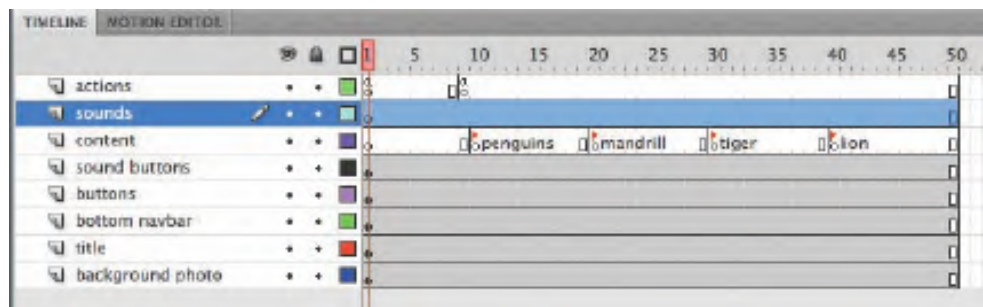 TIMELINE MOTION EDITOR
1 5 10 15 20 25 30 35 40 45 50
actions
sounds
content penguins mandrill tiger lion
sound buttons
buttons
bottom navbar
title
background photo